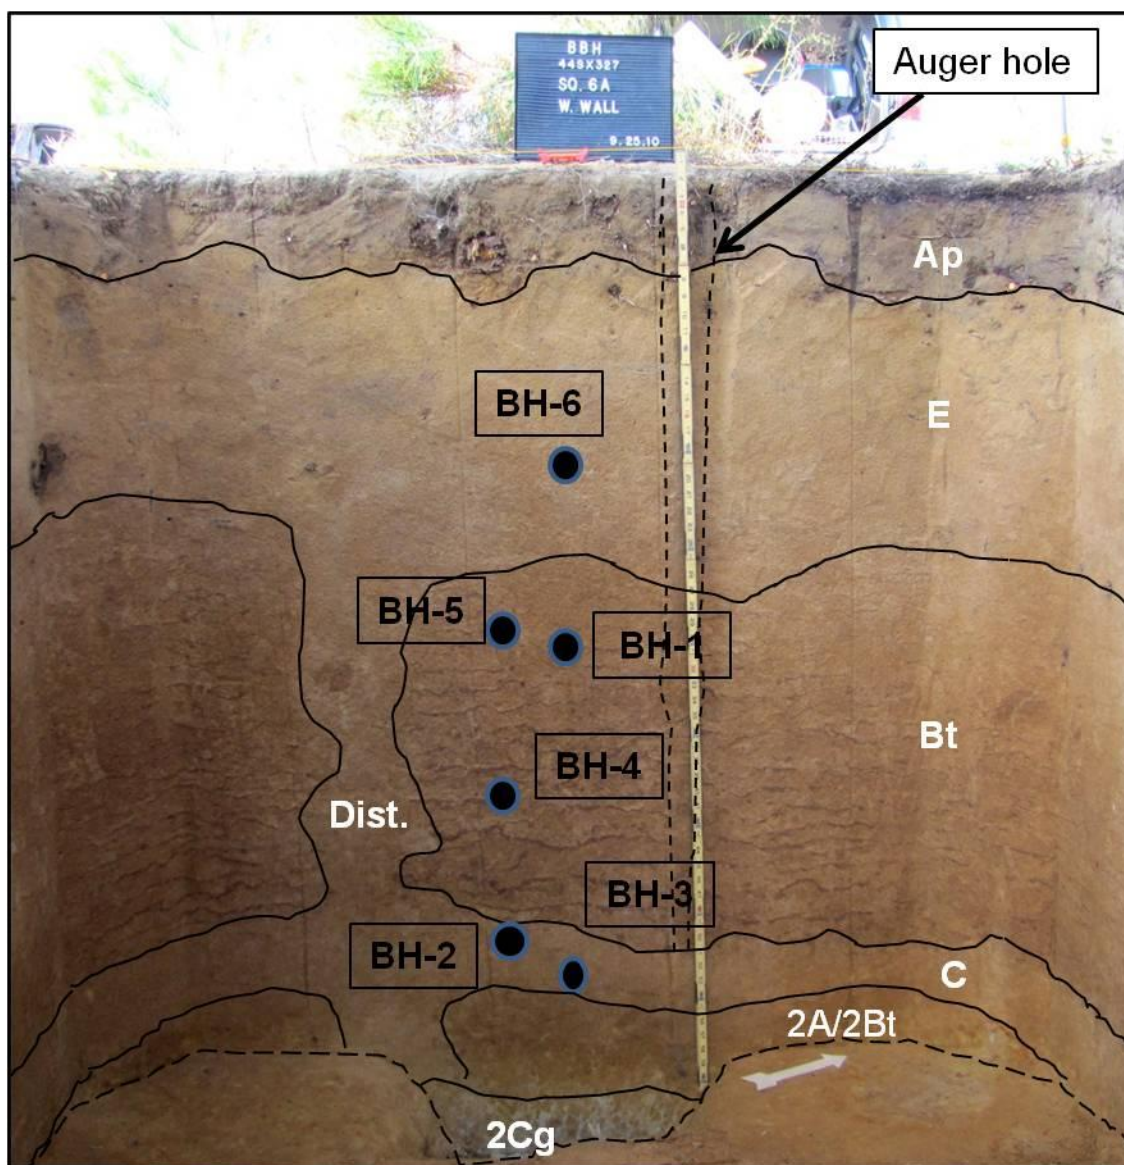 BBH
449X327
SQ. 6A
W. WALL
9.25.10
Auger hole
Ap
E
BH-6
BH-5
BH-1
Bt
BH-4
Dist.
BH-3
BH-2
C
2A/2Bt
2Cg